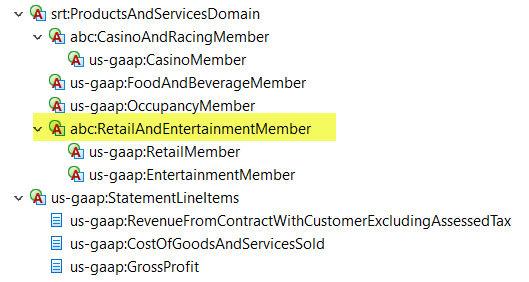 srt:ProductsAndServicesDomain
abc:CasinoAndRacingMember
us-gaap:CasinoMember
us-gaap:FoodAndBeverageMember
us-gaap:OccupancyMember
abc:RetailAndEntertainmentMember
us-gaap:RetailMember
us-gaap:EntertainmentMember
us-gaap:StatementLineItems
us-gaap:RevenueFromContractWithCustomerExcludingAssessedTax
us-gaap:CostOfGoodsAndServicesSold
us-gaap:GrossProfit